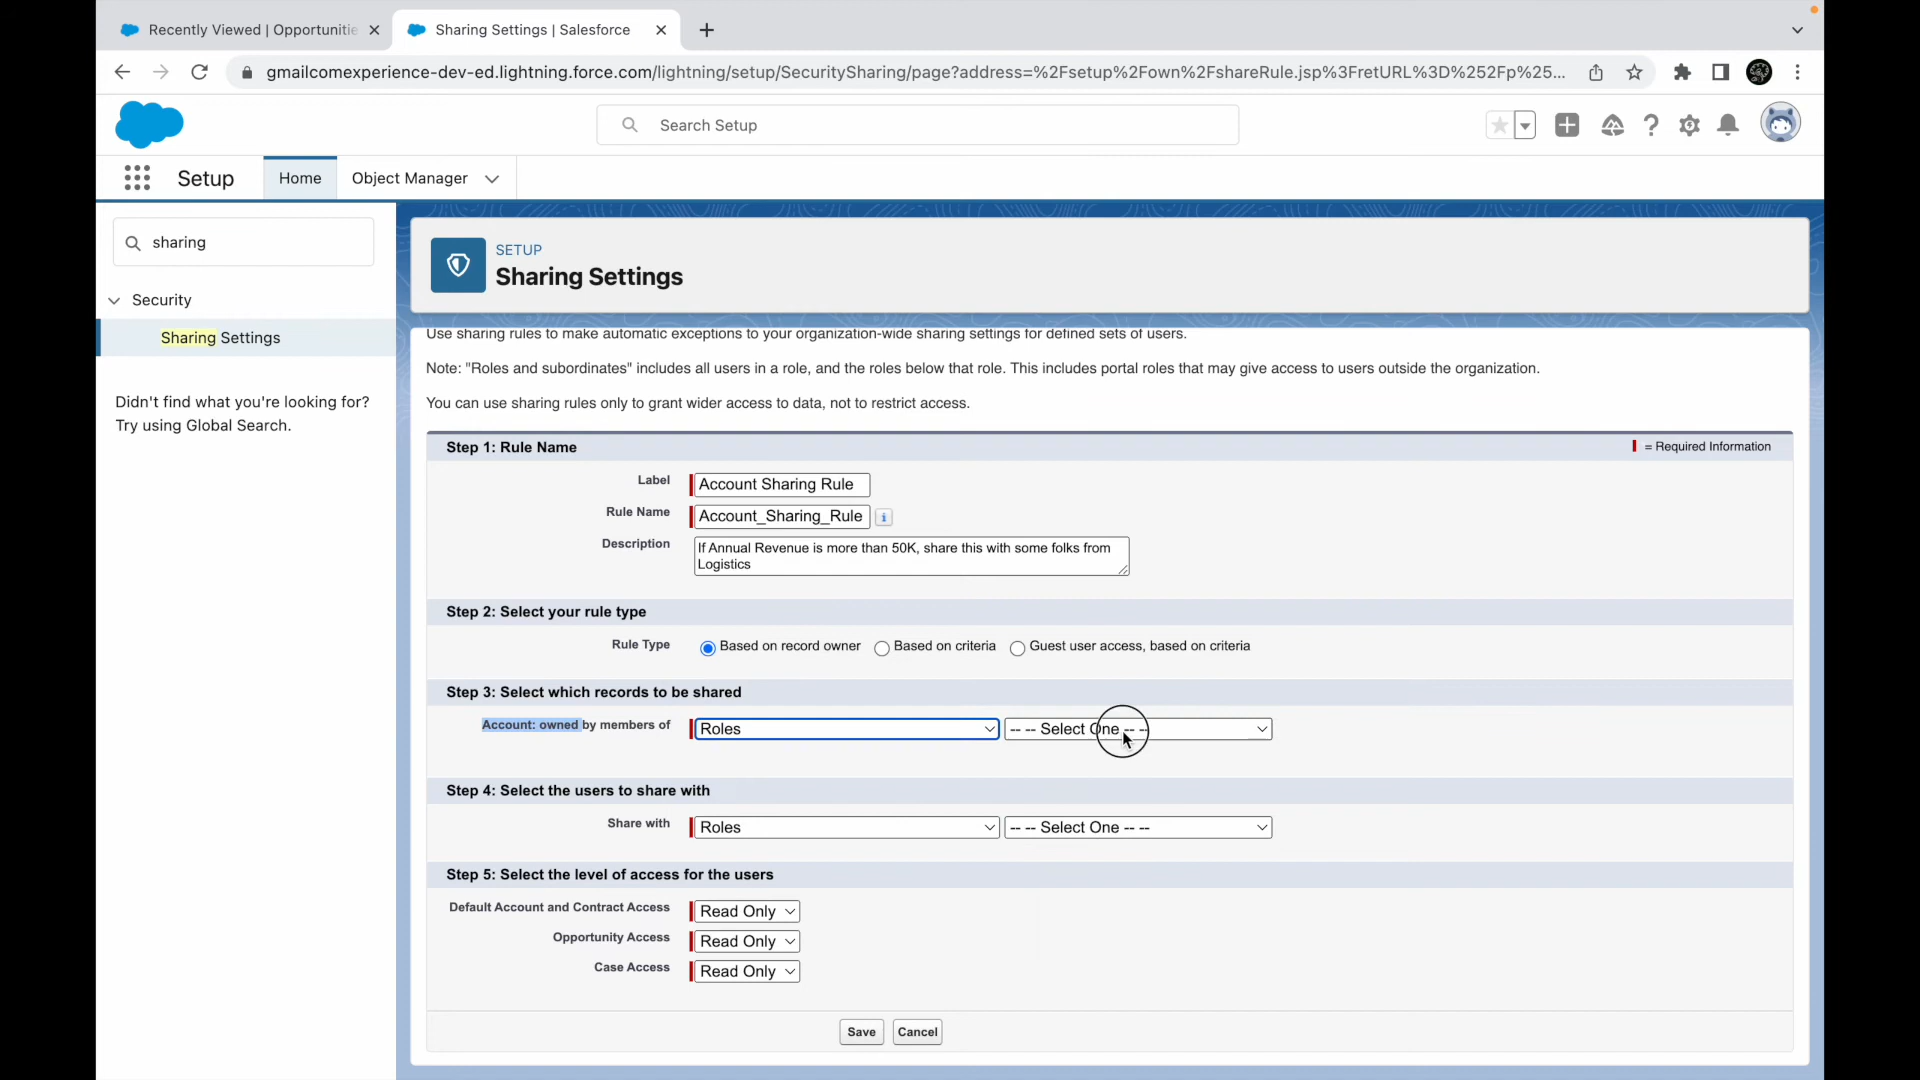 Recently Viewed | Opportunitie
Sharing Settings | Salesforce
gmailcomexperience-dev-ed.lightning.force.com/lightning/setup/SecuritySharing/page?address=%2Fsetup%2Fown%2FshareRule.jsp%3FretURL%3D%252Fp%25...
Search Setup
Setup
Home
Object Manager
sharing
Security
Sharing Settings
Didn't find what you're looking for?
Try using Global Search.
SETUP
Sharing Settings
Use sharing rules to make automatic exceptions to your organization-wide sharing settings for defined sets of users.
Note: "Roles and subordinates" includes all users in a role, and the roles below that role. This includes portal roles that may give access to users outside the organization.
You can use sharing rules only to grant wider access to data, not to restrict access.
Step 1: Rule Name
= Required Information
Label Account Sharing Rule
Rule Name Account_Sharing_Rule i
Description If Annual Revenue is more than 50K, share this with some folks from
Logistics
Step 2: Select your rule type
Rule Type Based on record owner Based on criteria Guest user access, based on criteria
Step 3: Select which records to be shared
Account: owned by members of Roles -- -- Select One -- --
Step 4: Select the users to share with
Share with Roles -- -- Select One -- --
Step 5: Select the level of access for the users
Default Account and Contract Access Read Only
Opportunity Access Read Only
Case Access Read Only
Save Cancel